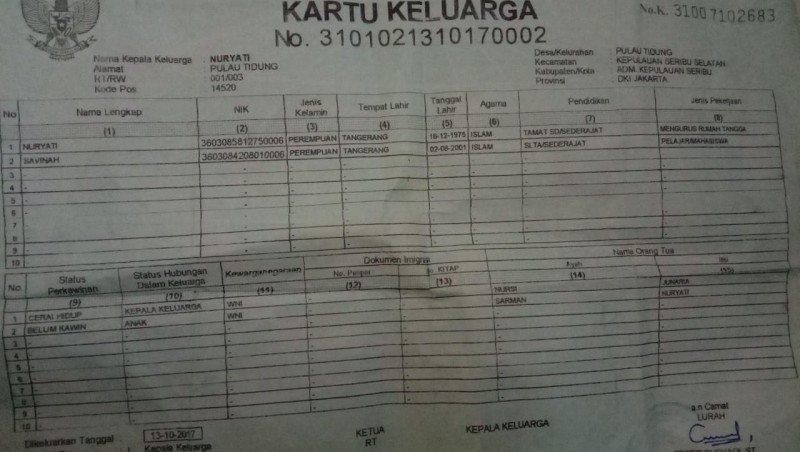 KARTU KELUARGA
No.K. 31007102683
No. 3101021310170002
Nama Kepala Keluarga : NURYATI
Alamat : PULAU TIDUNG
RT/RW : 001/003
Kode Pos : 14520
Desa/Kelurahan : PULAU TIDUNG
Kecamatan : KEPULAUAN SERIBU SELATAN
Kabupaten/Kota : ADM. KEPULAUAN SERIBU
Provinsi : DKI JAKARTA
No Nama Lengkap NIK Jenis Kelamin Tempat Lahir Tanggal Lahir Agama Pendidikan Jenis Pekerjaan
(1) (2) (3) (4) (5) (6) (7) (8)
1 NURYATI 3603085812750006 PEREMPUAN TANGERANG 18-12-1975 ISLAM TAMAT SD/SEDERAJAT MENGURUS RUMAH TANGGA
2 SAVINAH 3603084208010006 PEREMPUAN TANGERANG 02-08-2001 ISLAM SLTA/SEDERAJAT PELAJAR/MAHASISWA
3 -
4 -
5 -
6 -
7 -
8 -
9 -
10 -
No. Status Perkawinan Status Hubungan Dalam Keluarga Kewarganegaraan Dokumen Imigrasi No. Paspor KITAP Nama Orang Tua Ayah Ibu
(9) (10) (11) (12) (13) (14)
1 CERAI HIDUP KEPALA KELUARGA WNI JUNARIA
2 BELUM KAWIN ANAK WNI SARMAN NURYATI
3 -
4 -
5 -
6 -
7 -
8 -
9 -
10 -
Dikeluarkan Tanggal : 13-10-2017
Kepala Keluarga
KETUA
RT
KEPALA KELUARGA
a.n Camat
LURAH